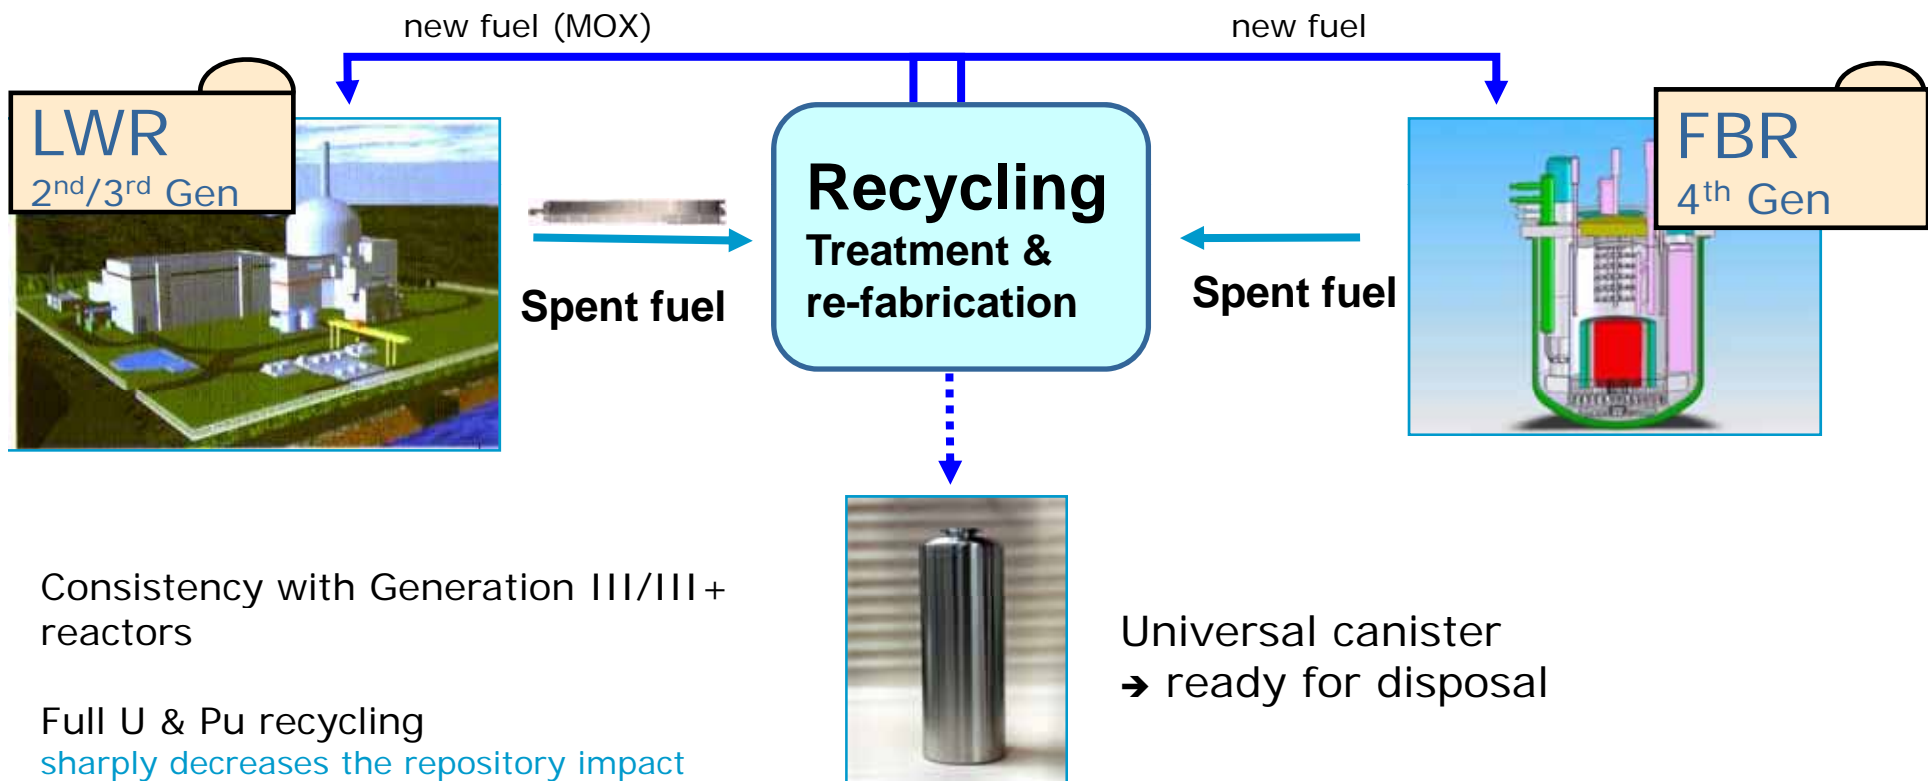 new fuel (MOX)
new fuel
LWR
2nd/3rd Gen
Recycling
Treatment &
re-fabrication
FBR
4th Gen
Spent fuel
Spent fuel
Consistency with Generation III/III+
reactors
Universal canister
➔ ready for disposal
Full U & Pu recycling
sharply decreases the repository impact